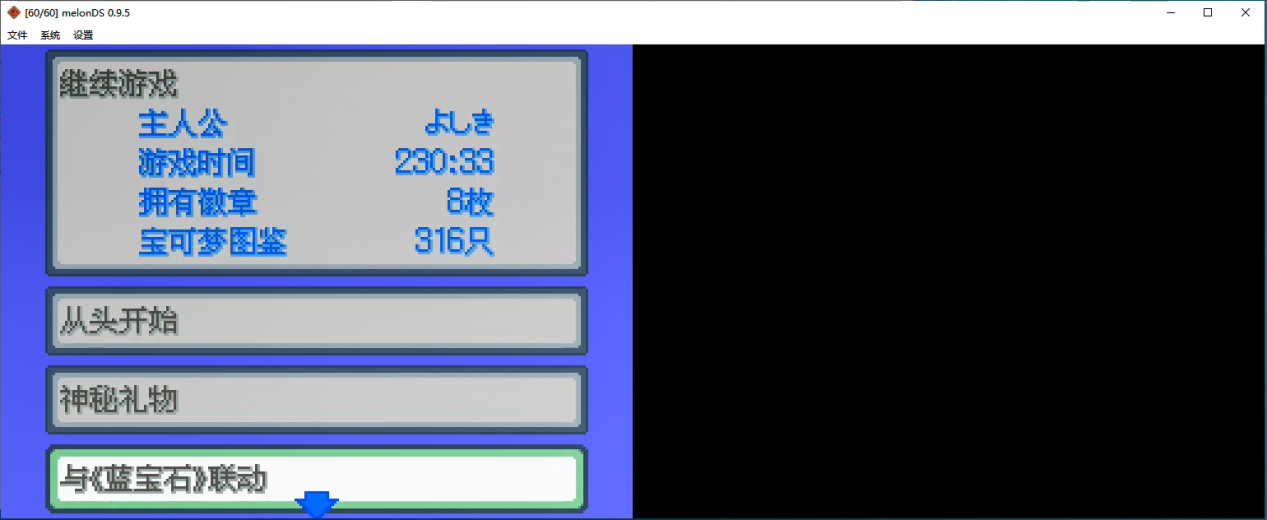 [60/60] melonDS 0.9.5
文件 系统 设置
继续游戏
主人公 よしき
游戏时间 230:33
拥有徽章 8枚
宝可梦图鉴 316只
从头开始
神秘礼物
与《蓝宝石》联动